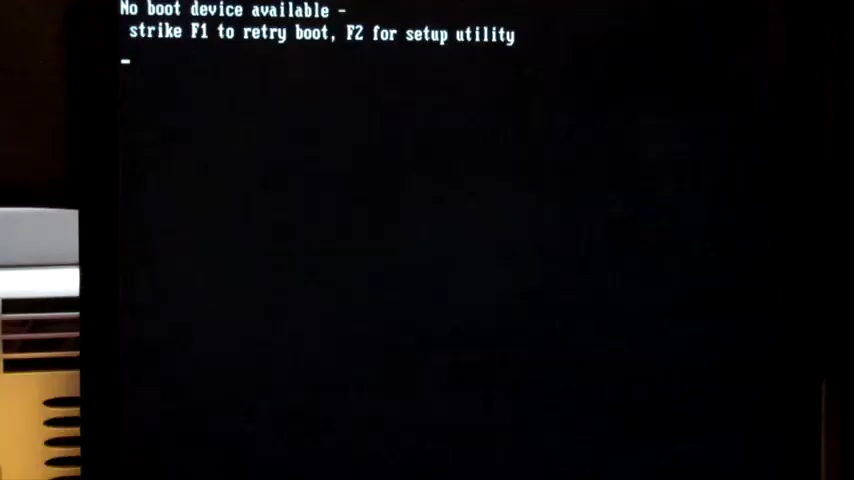 No boot device available -
strike F1 to retry boot, F2 for setup utility